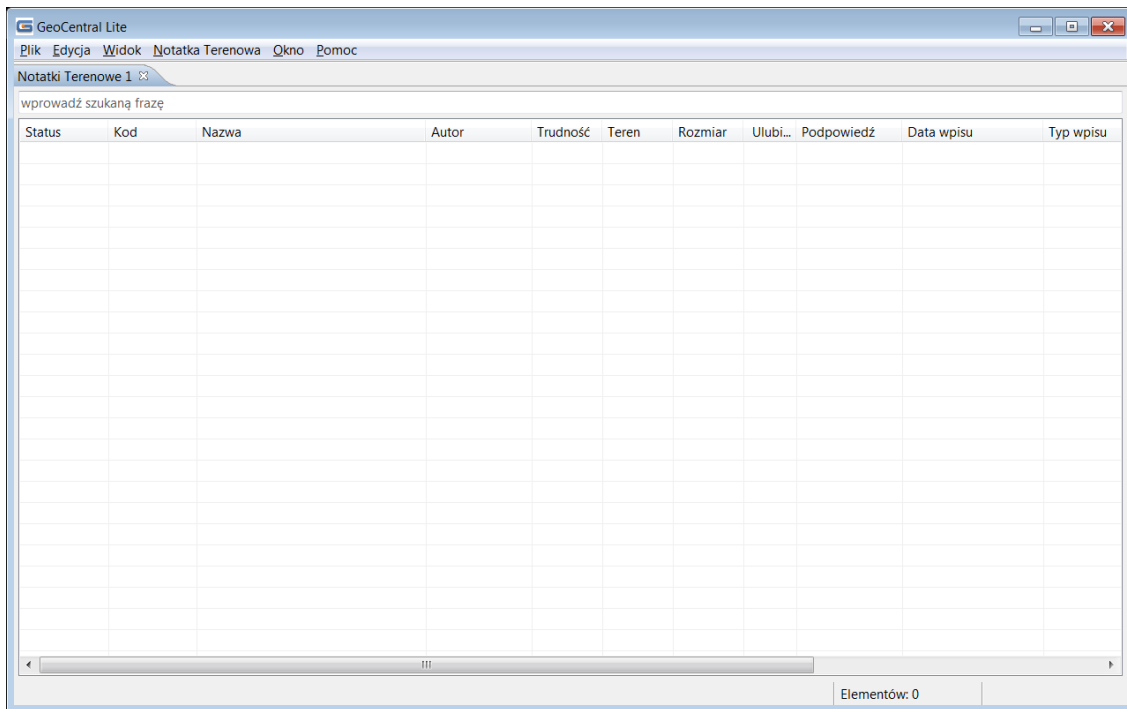 GeoCentral Lite
Plik Edycja Widok Notatka Terenowa Okno Pomoc
Notatki Terenowe 1
wprowadź szukaną frazę
Status Kod Nazwa Autor Trudność Teren Rozmiar Ulubi... Podpowiedź Data wpisu Typ wpisu
Elementów: 0